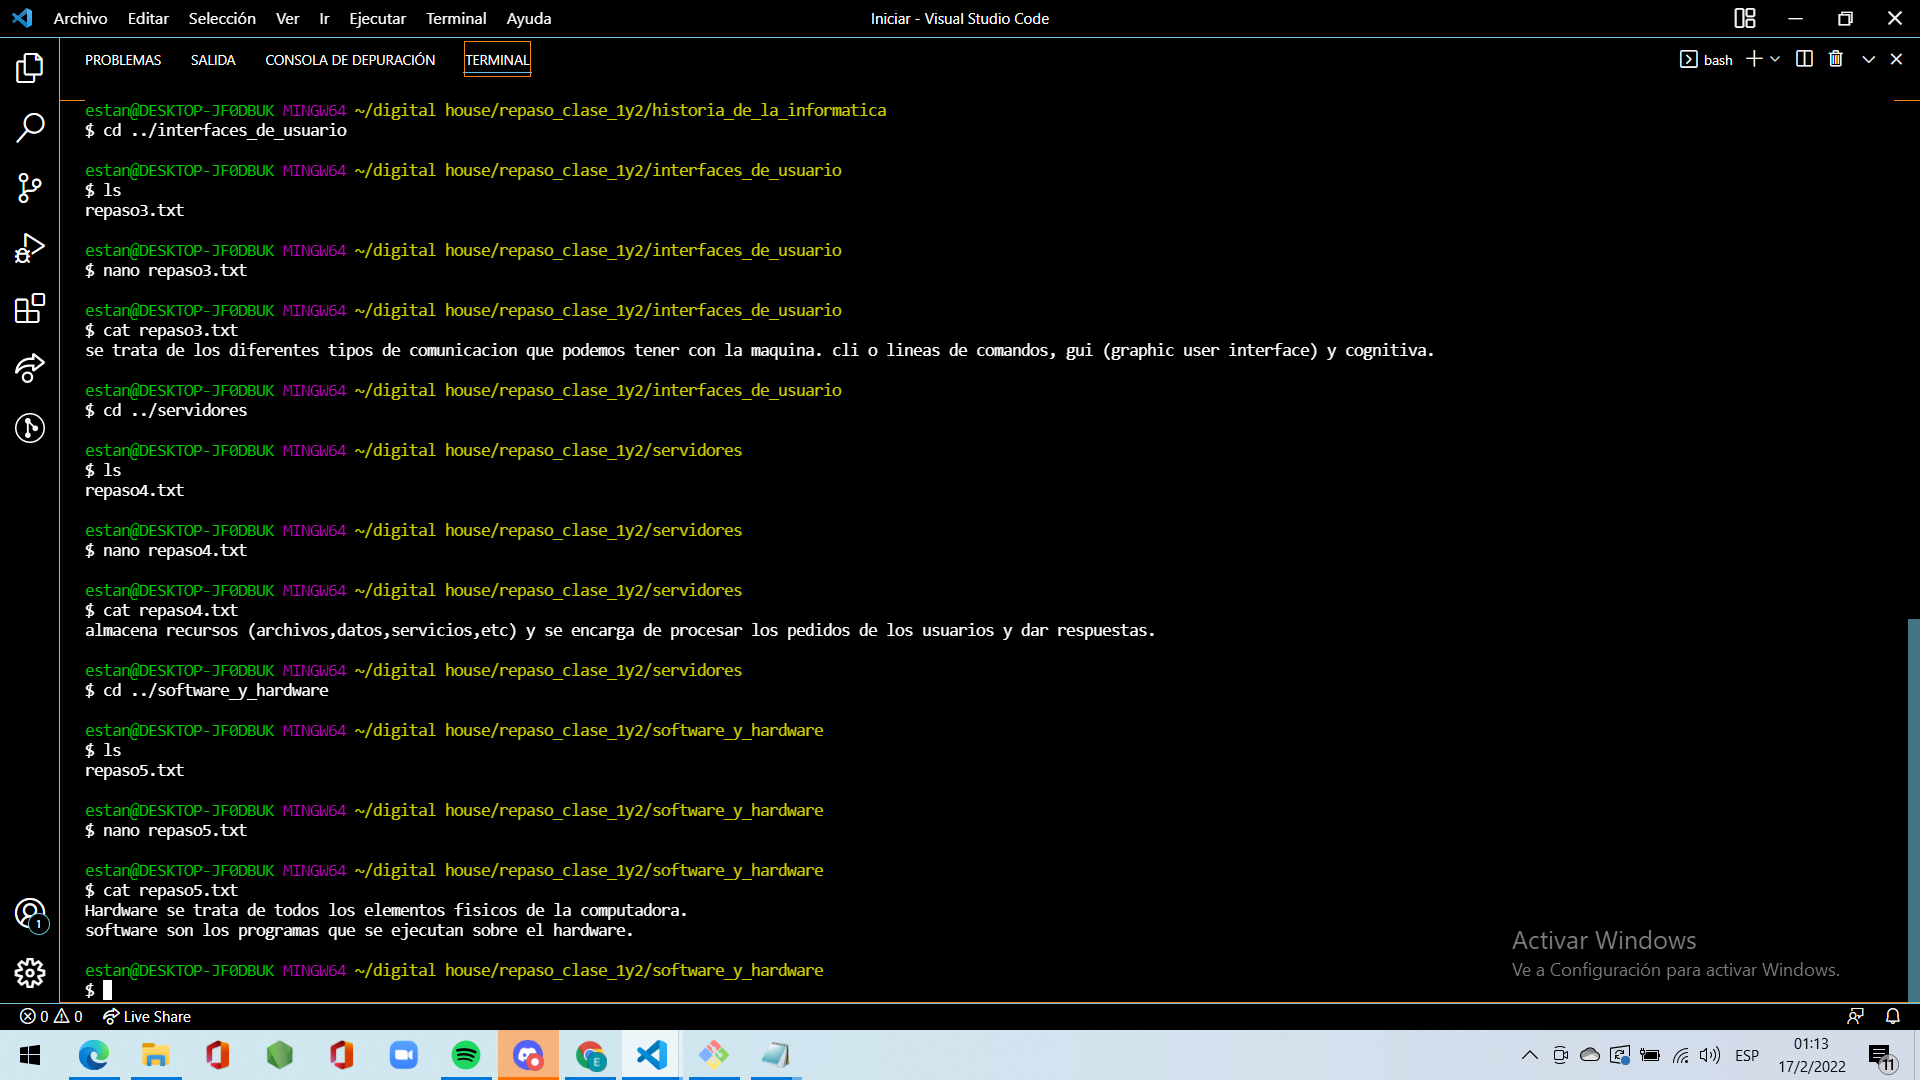 Archivo Editar Selección Ver Ir Ejecutar Terminal Ayuda Iniciar - Visual Studio Code
PROBLEMAS SALIDA CONSOLA DE DEPURACIÓN TERMINAL bash
estan@DESKTOP-JF0DBUK MINGW64 ~/digital house/repaso_clase_1y2/historia_de_la_informatica
$ cd ../interfaces_de_usuario
estan@DESKTOP-JF0DBUK MINGW64 ~/digital house/repaso_clase_1y2/interfaces_de_usuario
$ ls
repaso3.txt
estan@DESKTOP-JF0DBUK MINGW64 ~/digital house/repaso_clase_1y2/interfaces_de_usuario
$ nano repaso3.txt
estan@DESKTOP-JF0DBUK MINGW64 ~/digital house/repaso_clase_1y2/interfaces_de_usuario
$ cat repaso3.txt
se trata de los diferentes tipos de comunicacion que podemos tener con la maquina. cli o lineas de comandos, gui (graphic user interface) y cognitiva.
estan@DESKTOP-JF0DBUK MINGW64 ~/digital house/repaso_clase_1y2/interfaces_de_usuario
$ cd ../servidores
estan@DESKTOP-JF0DBUK MINGW64 ~/digital house/repaso_clase_1y2/servidores
$ ls
repaso4.txt
estan@DESKTOP-JF0DBUK MINGW64 ~/digital house/repaso_clase_1y2/servidores
$ nano repaso4.txt
estan@DESKTOP-JF0DBUK MINGW64 ~/digital house/repaso_clase_1y2/servidores
$ cat repaso4.txt
almacena recursos (archivos,datos,servicios,etc) y se encarga de procesar los pedidos de los usuarios y dar respuestas.
estan@DESKTOP-JF0DBUK MINGW64 ~/digital house/repaso_clase_1y2/servidores
$ cd ../software_y_hardware
estan@DESKTOP-JF0DBUK MINGW64 ~/digital house/repaso_clase_1y2/software_y_hardware
$ ls
repaso5.txt
estan@DESKTOP-JF0DBUK MINGW64 ~/digital house/repaso_clase_1y2/software_y_hardware
$ nano repaso5.txt
estan@DESKTOP-JF0DBUK MINGW64 ~/digital house/repaso_clase_1y2/software_y_hardware
$ cat repaso5.txt
Hardware se trata de todos los elementos fisicos de la computadora.
software son los programas que se ejecutan sobre el hardware.
estan@DESKTOP-JF0DBUK MINGW64 ~/digital house/repaso_clase_1y2/software_y_hardware
$
1
Activar Windows
Ve a Configuración para activar Windows.
0 0 Live Share
E
ESP
01:13
17/2/2022
11